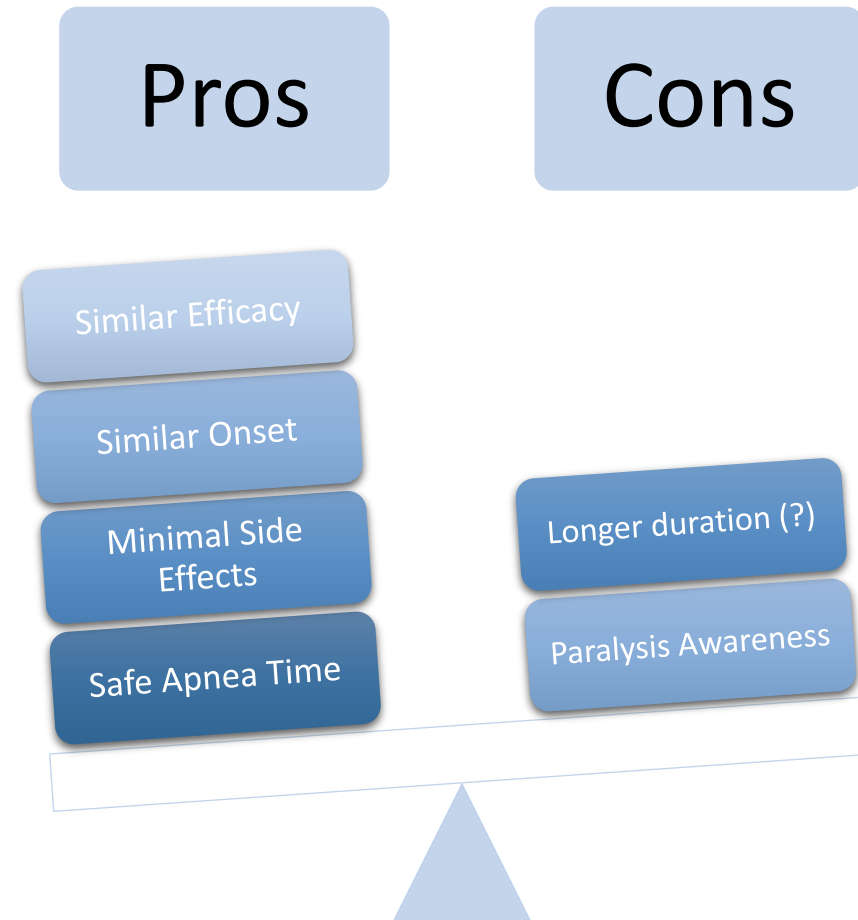 Pros
Cons
Similar Efficacy
Similar Onset
Minimal Side
Effects
Safe Apnea Time
Longer duration (?)
Paralysis Awareness